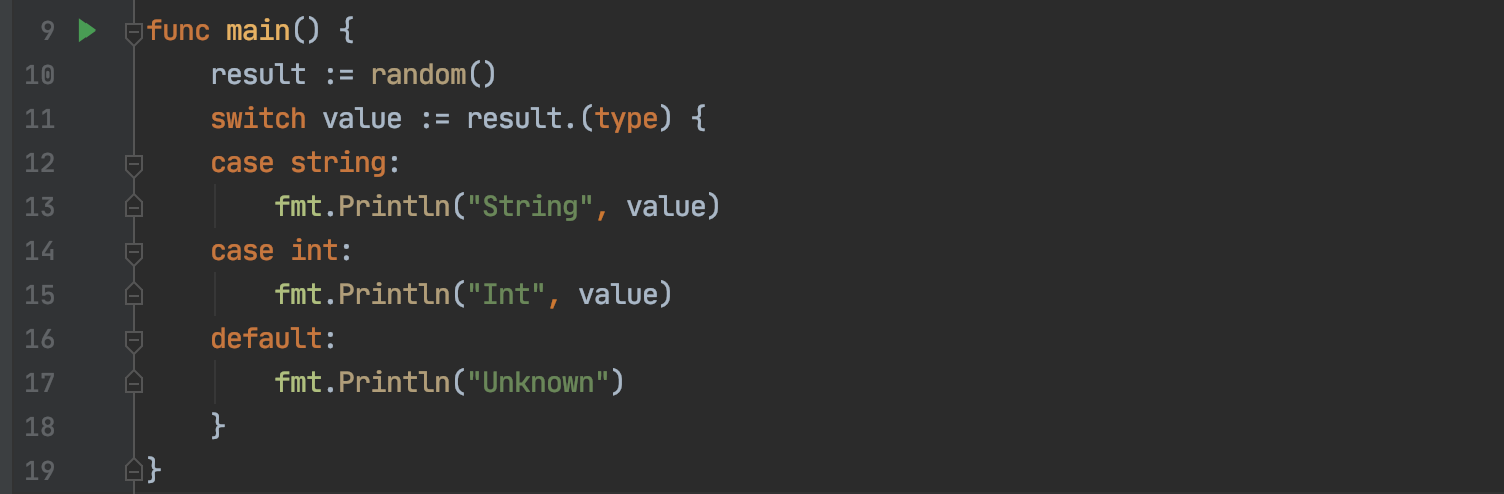 9 func main() {
10     result := random()
11     switch value := result.(type) {
12     case string:
13         fmt.Println("String", value)
14     case int:
15         fmt.Println("Int", value)
16     default:
17         fmt.Println("Unknown")
18     }
19 }